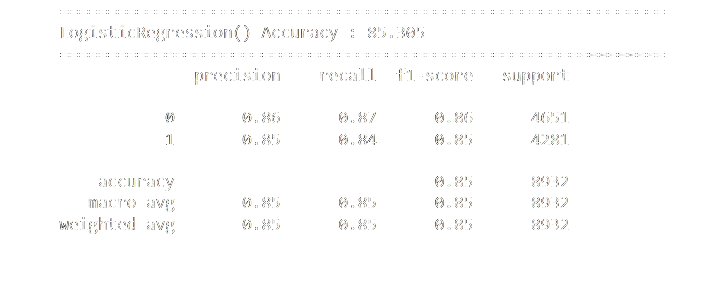 LogisticRegression() Accuracy : 85.305
precision recall f1-score support
0 0.86 0.87 0.86 4651
1 0.85 0.84 0.85 4281
accuracy 0.85 8932
macro avg 0.85 0.85 0.85 8932
weighted avg 0.85 0.85 0.85 8932